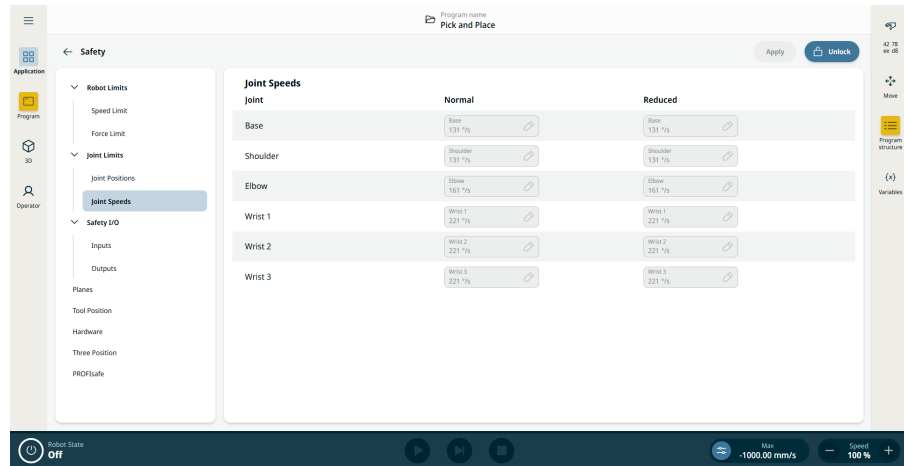 Program name
Pick and Place
Safety
Apply
Unlock
42 7B
ee d8
Application
Program
3D
Operator
Move
Program
structure
{x}
Variables
Robot Limits
Speed Limit
Force Limit
Joint Limits
Joint Positions
Joint Speeds
Safety I/O
Inputs
Outputs
Planes
Tool Position
Hardware
Three Position
PROFIsafe
Joint Speeds
Joint Normal Reduced
Base
Base
131 °/s
Base
131 °/s
Shoulder
Shoulder
131 °/s
Shoulder
131 °/s
Elbow
Elbow
161 °/s
Elbow
161 °/s
Wrist 1
Wrist 1
221 °/s
Wrist 1
221 °/s
Wrist 2
Wrist 2
221 °/s
Wrist 2
221 °/s
Wrist 3
Wrist 3
221 °/s
Wrist 3
221 °/s
Robot State
Off
Max
-1000.00 mm/s
Speed
100 %